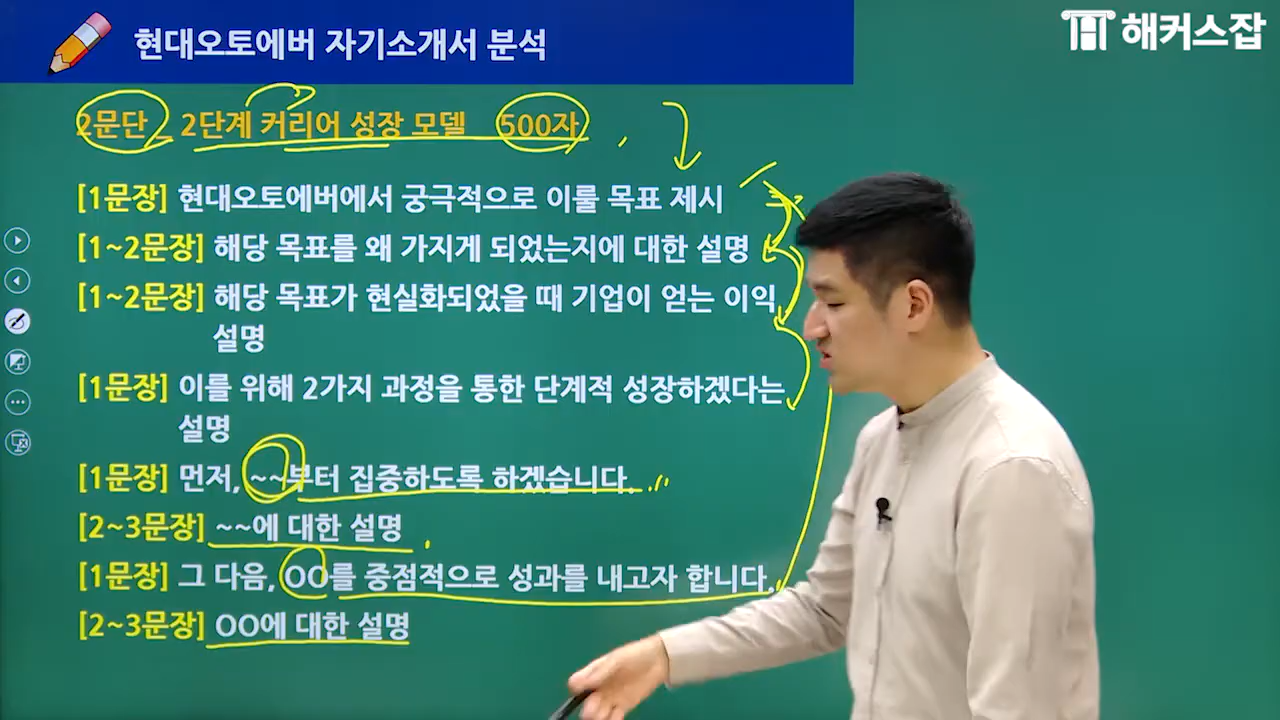 현대오토에버 자기소개서 분석
해커스잡
2문단 _ 2단계 커리어 성장 모델 500자
[1문장] 현대오토에버에서 궁극적으로 이룰 목표 제시
[1~2문장] 해당 목표를 왜 가지게 되었는지에 대한 설명
[1~2문장] 해당 목표가 현실화되었을 때 기업이 얻는 이익
설명
[1문장] 이를 위해 2가지 과정을 통한 단계적 성장하겠다는
설명
[1문장] 먼저, ~~부터 집중하도록 하겠습니다.
[2~3문장] ~~에 대한 설명
[1문장] 그 다음, OO를 중점적으로 성과를 내고자 합니다.
[2~3문장] OO에 대한 설명